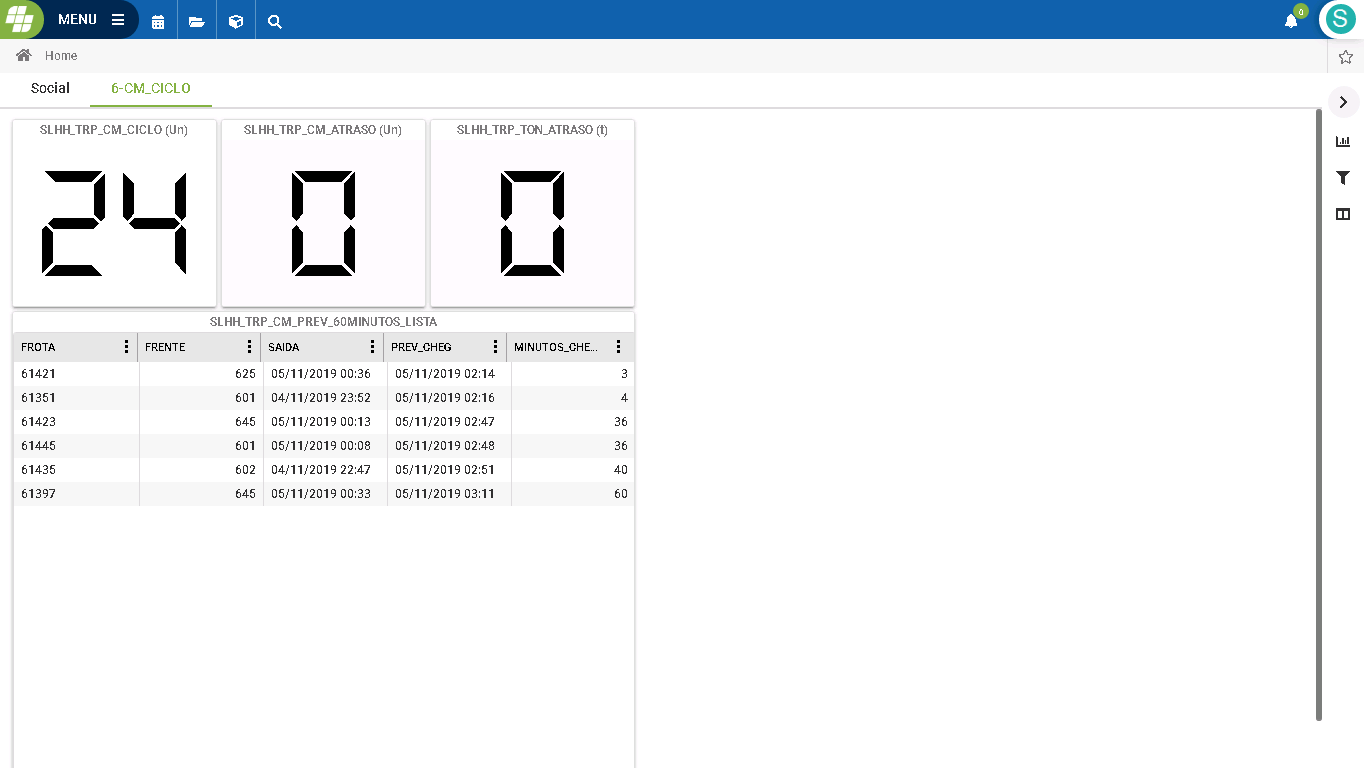 MENU
0
S
Home
Social 6-CM_CICLO
SLHH_TRP_CM_CICLO (Un) SLHH_TRP_CM_ATRASO (Un) SLHH_TRP_TON_ATRASO (t)
24 0 0
SLHH_TRP_CM_PREV_60MINUTOS_LISTA
FROTA FRENTE SAIDA PREV_CHEG MINUTOS_CHE...
61421 625 05/11/2019 00:36 05/11/2019 02:14 3
61351 601 04/11/2019 23:52 05/11/2019 02:16 4
61423 645 05/11/2019 00:13 05/11/2019 02:47 36
61445 601 05/11/2019 00:08 05/11/2019 02:48 36
61435 602 04/11/2019 22:47 05/11/2019 02:51 40
61397 645 05/11/2019 00:33 05/11/2019 03:11 60